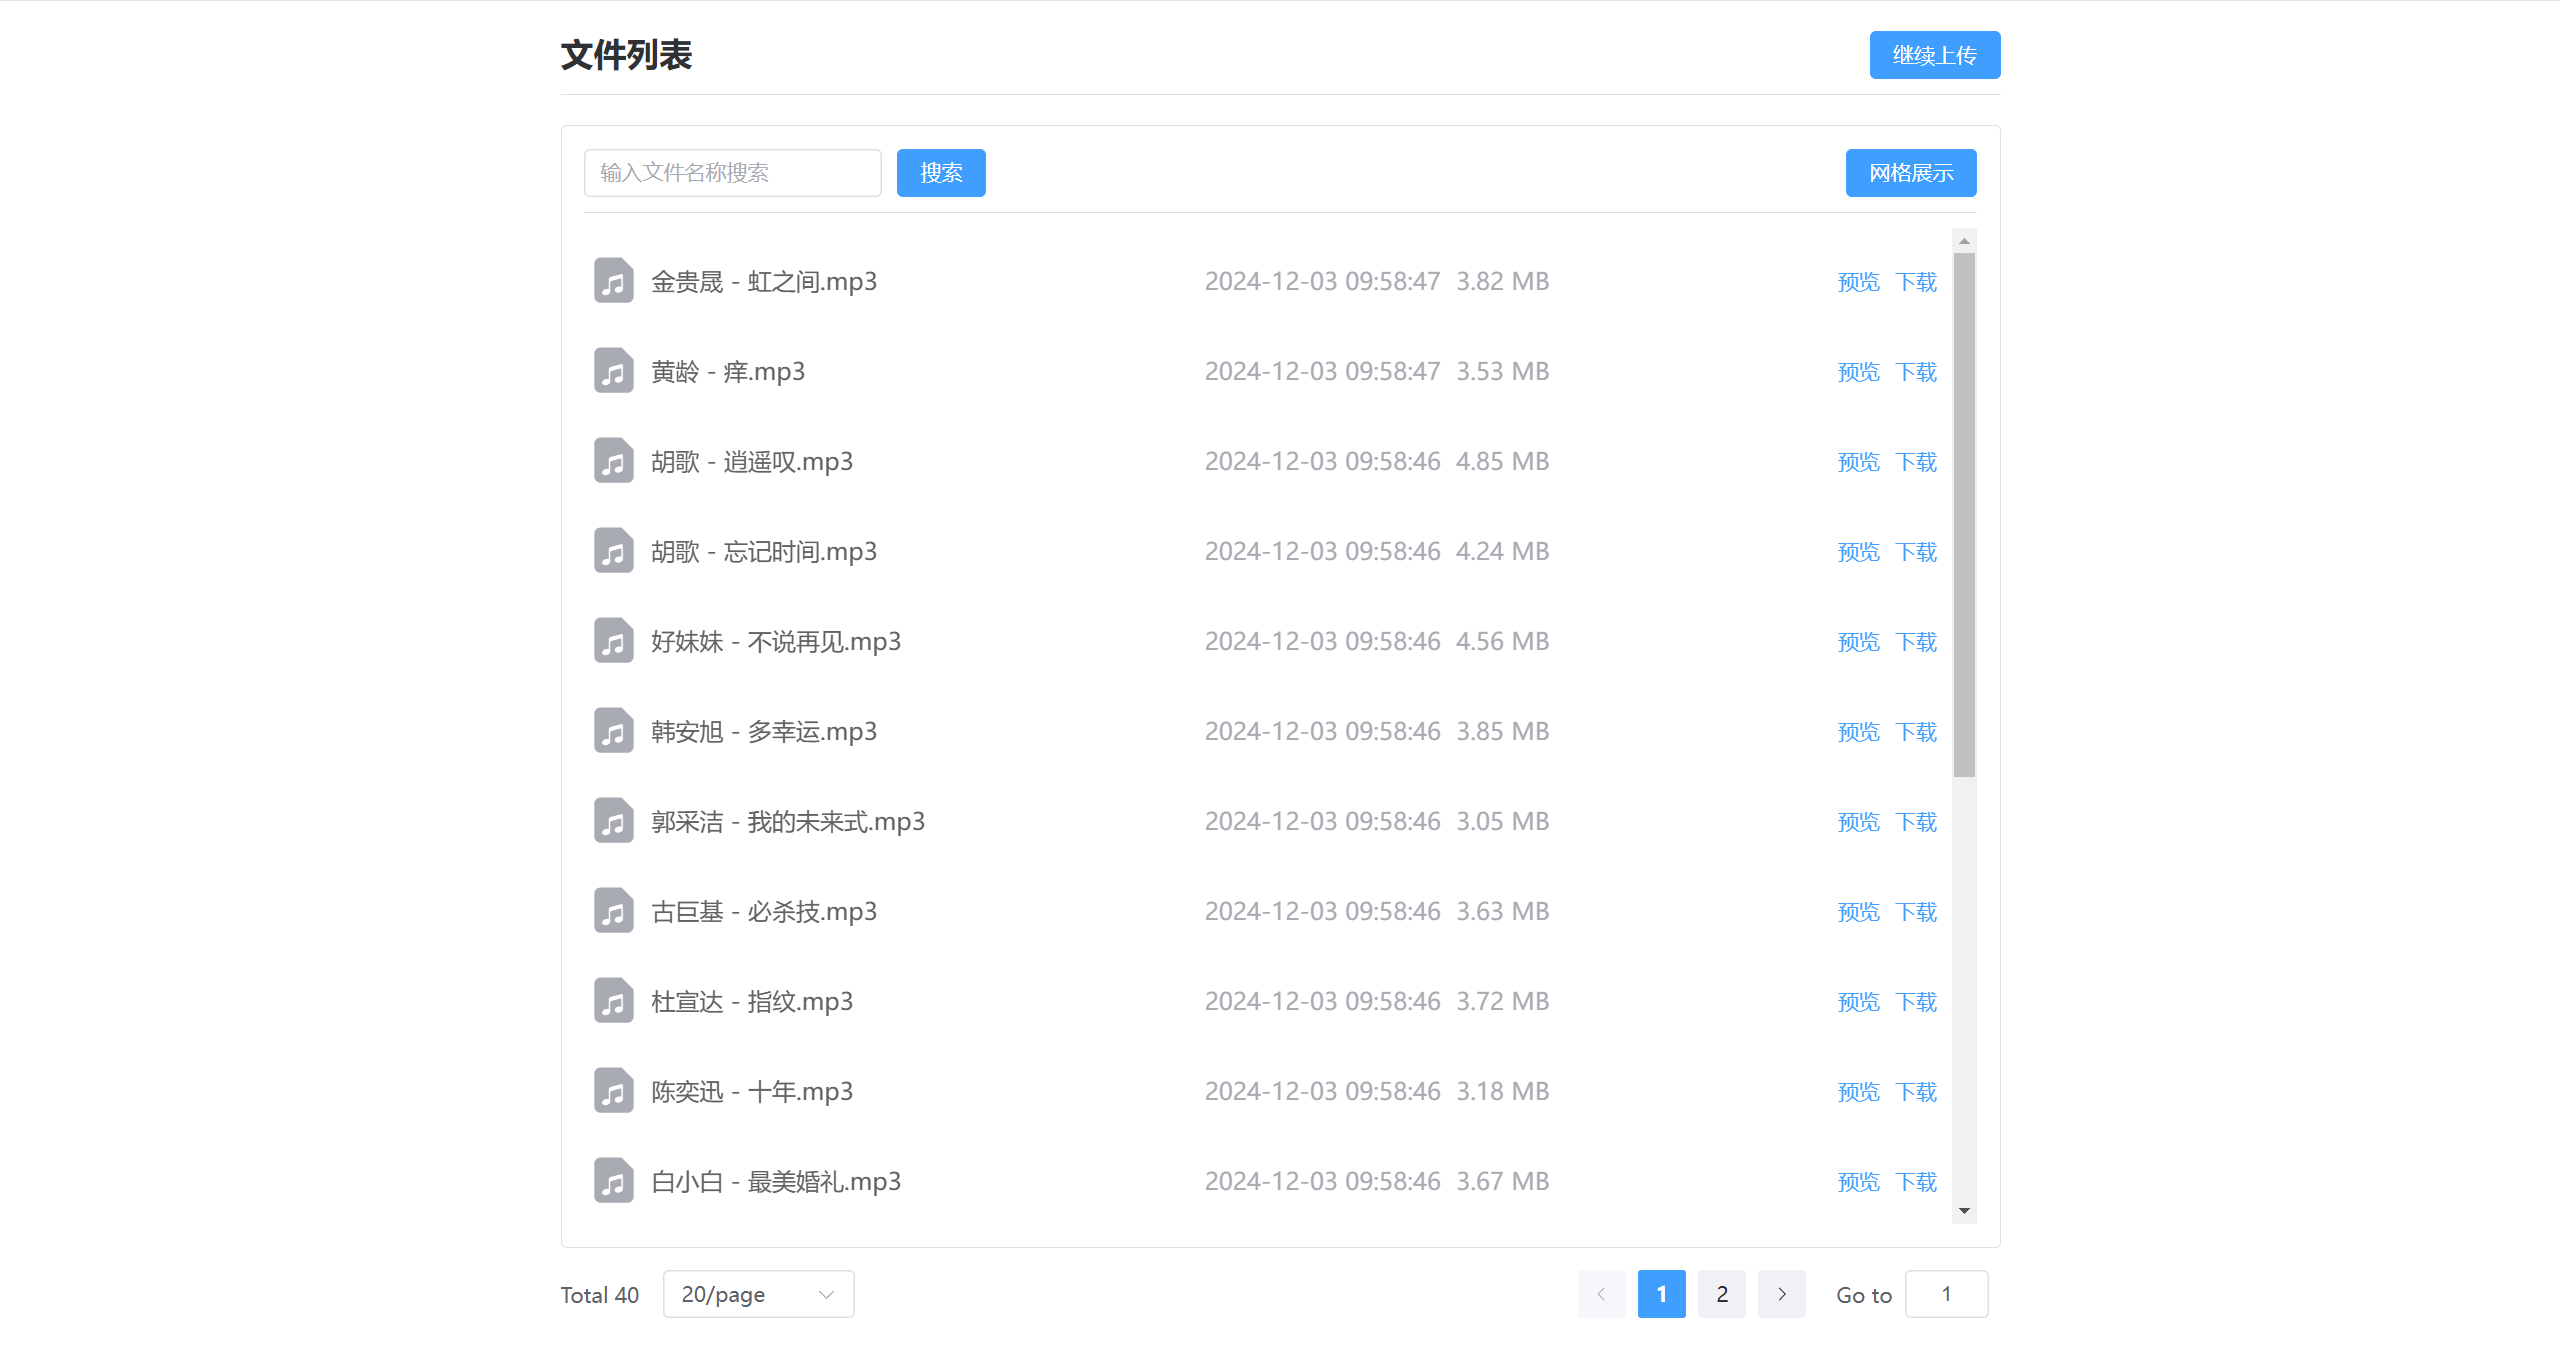 文件列表 继续上传
输入文件名称搜索 搜索 网格展示
金贵晟 - 虹之间.mp3 2024-12-03 09:58:47 3.82 MB 预览 下载
黄龄 - 痒.mp3 2024-12-03 09:58:47 3.53 MB 预览 下载
胡歌 - 逍遥叹.mp3 2024-12-03 09:58:46 4.85 MB 预览 下载
胡歌 - 忘记时间.mp3 2024-12-03 09:58:46 4.24 MB 预览 下载
好妹妹 - 不说再见.mp3 2024-12-03 09:58:46 4.56 MB 预览 下载
韩安旭 - 多幸运.mp3 2024-12-03 09:58:46 3.85 MB 预览 下载
郭采洁 - 我的未来式.mp3 2024-12-03 09:58:46 3.05 MB 预览 下载
古巨基 - 必杀技.mp3 2024-12-03 09:58:46 3.63 MB 预览 下载
杜宣达 - 指纹.mp3 2024-12-03 09:58:46 3.72 MB 预览 下载
陈奕迅 - 十年.mp3 2024-12-03 09:58:46 3.18 MB 预览 下载
白小白 - 最美婚礼.mp3 2024-12-03 09:58:46 3.67 MB 预览 下载
Total 40 20/page 1 2 Go to 1